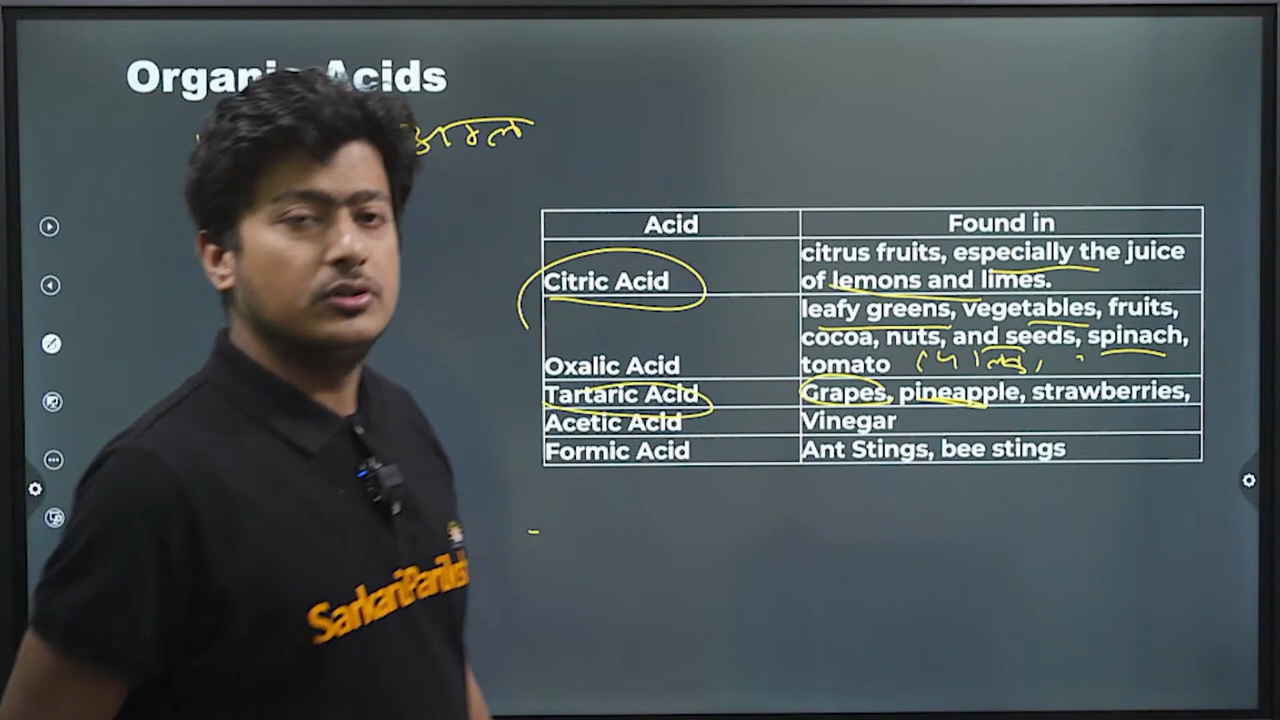 Organic Acids
Acid Found in
Citric Acid citrus fruits, especially the juice
of lemons and limes.
leafy greens, vegetables, fruits,
cocoa, nuts, and seeds, spinach,
Oxalic Acid tomato
Tartaric Acid Grapes, pineapple, strawberries,
Acetic Acid Vinegar
Formic Acid Ant Stings, bee stings